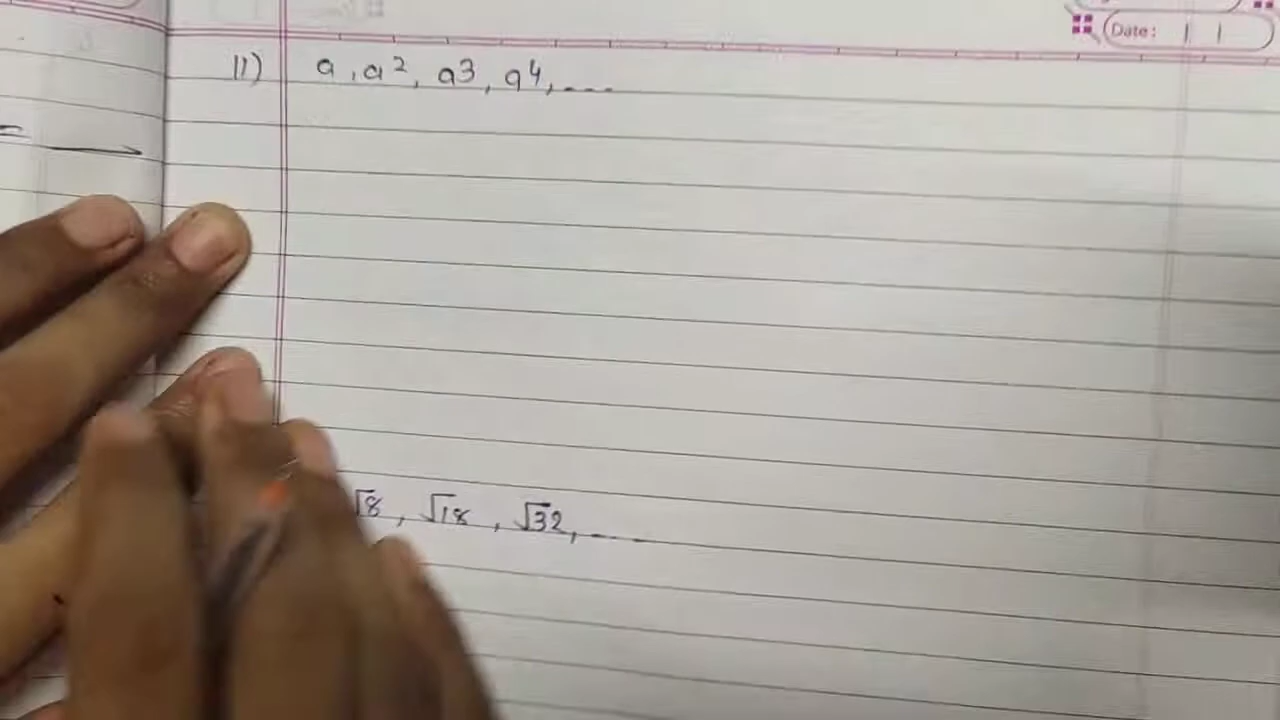 Date:
11) a, a², a³, a⁴, ---
√8, √18, √32, ---